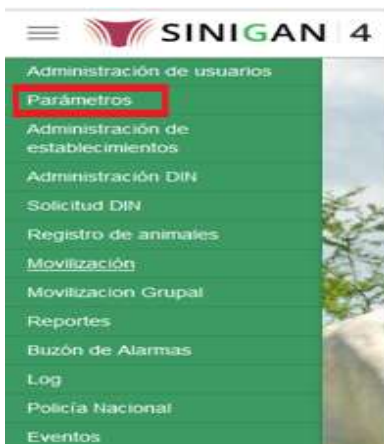 SINIGAN 4
Administración de usuarios
Parámetros
Administración de
establecimientos
Administración DIN
Solicitud DIN
Registro de animales
Movilización
Movilizacion Grupal
Reportes
Buzón de Alarmas
Log
Policía Nacional
Eventos